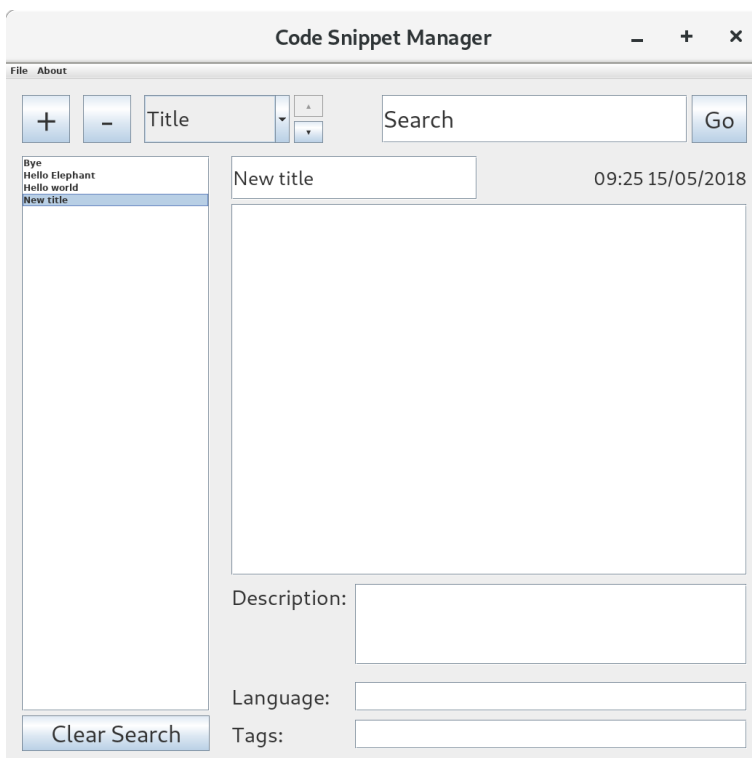 Code Snippet Manager
File About
+ - Title Search Go
Bye
Hello Elephant
Hello world
New title
New title 09:25 15/05/2018
Description:
Language:
Clear Search
Tags: